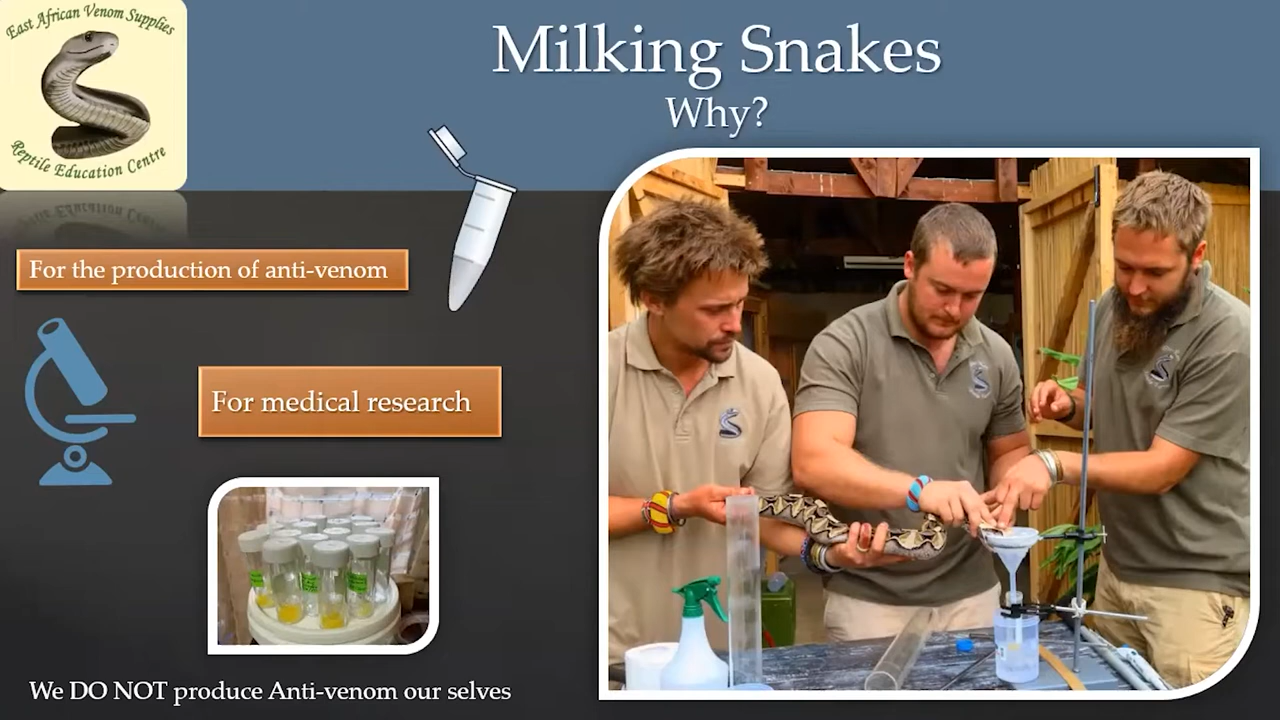 East African Venom Supplies
Reptile Education Centre
Milking Snakes
Why?
For the production of anti-venom
For medical research
We DO NOT produce Anti-venom our selves